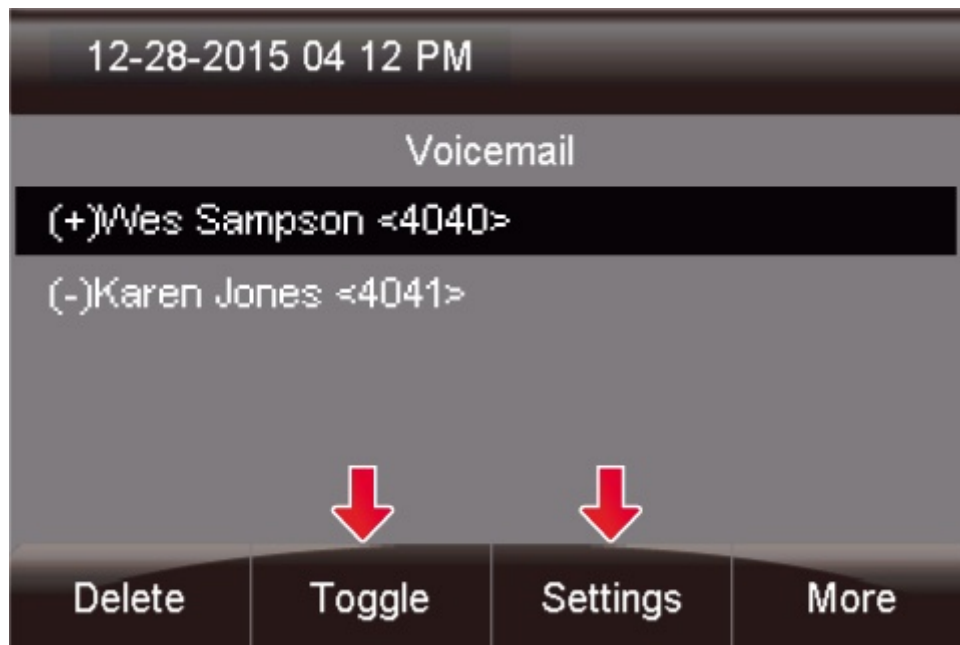 12-28-2015 04 12 PM
Voicemail
(+)Wes Sampson <4040>
(-)Karen Jones <4041>
Delete Toggle Settings More